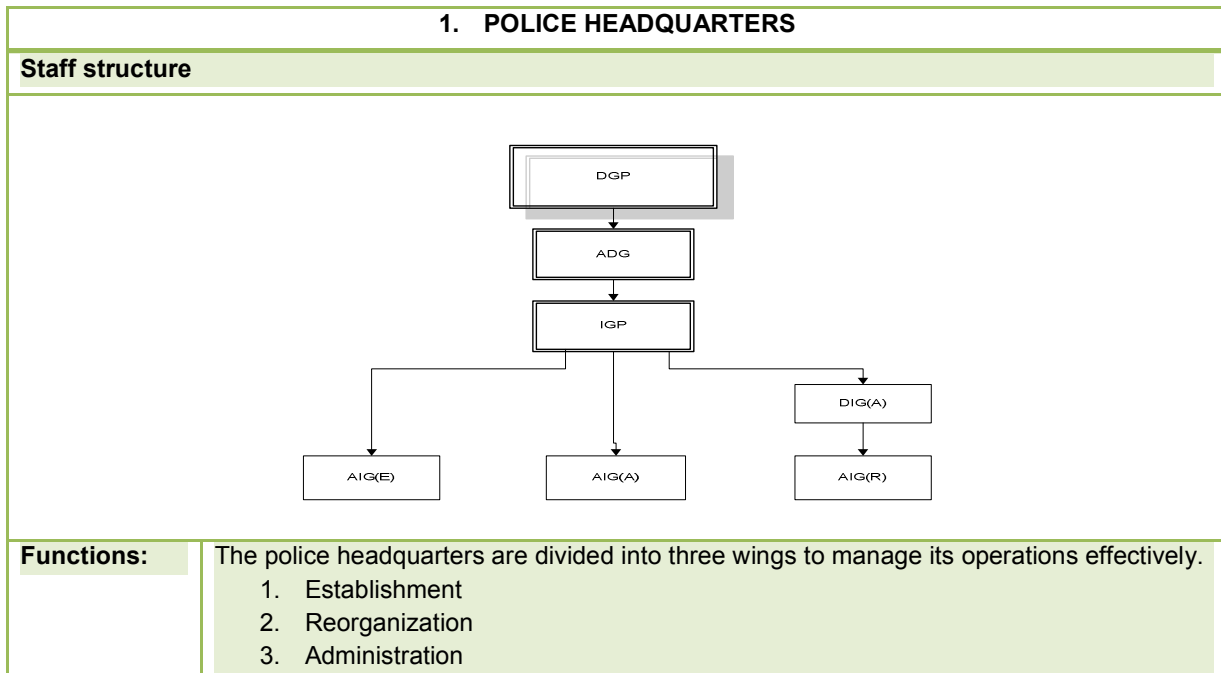 1. POLICE HEADQUARTERS
Staff structure
DGP
ADG
IGP
DIG(A)
AIG(E)
AIG(A)
AIG(R)
Functions:
The police headquarters are divided into three wings to manage its operations effectively.
1. Establishment
2. Reorganization
3. Administration